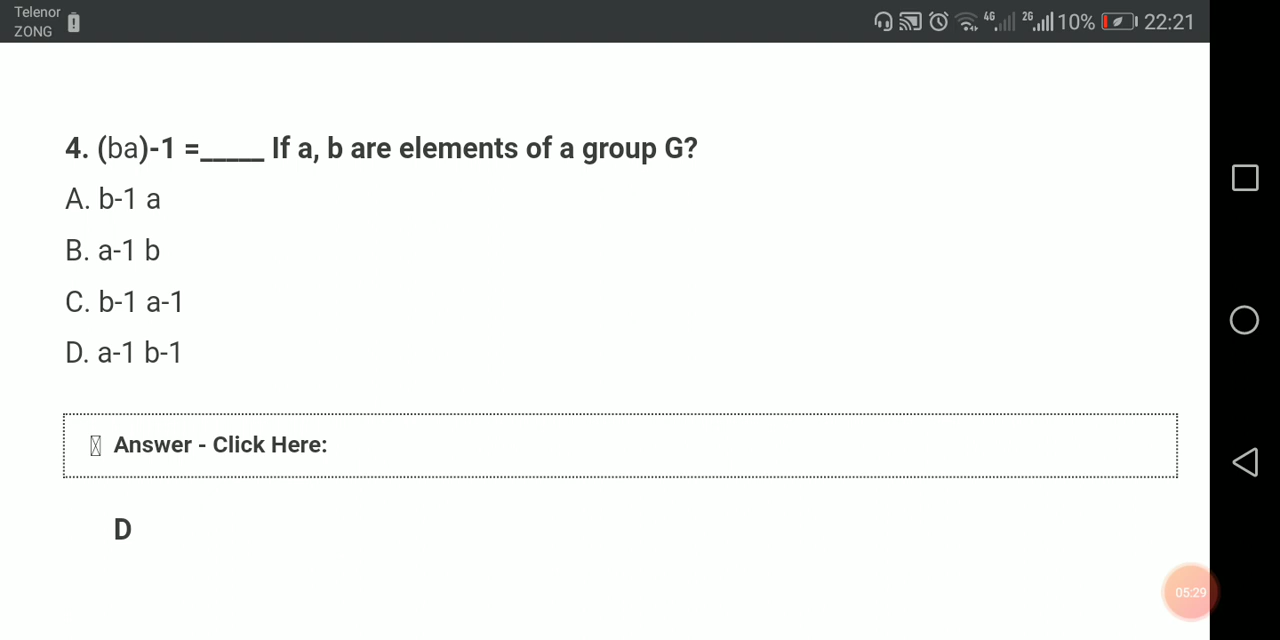 Telenor
ZONG
4G 2G 10% 22:21
4. (ba)-1 =_____ If a, b are elements of a group G?
A. b-1 a
B. a-1 b
C. b-1 a-1
D. a-1 b-1
Answer - Click Here:
D
05:29